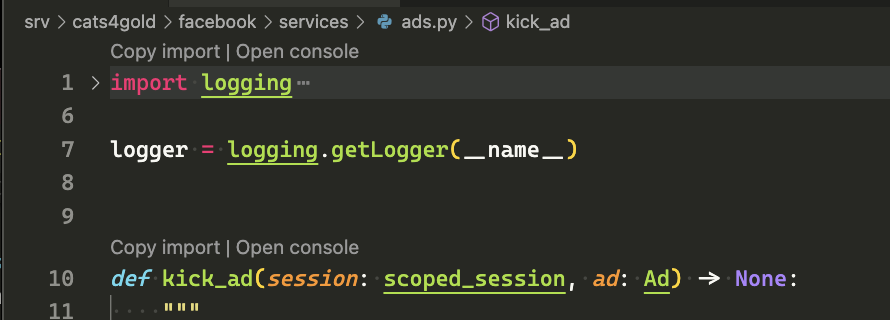 srv > cats4gold > facebook > services > ads.py > kick_ad
Copy import | Open console
1 > import logging ⋯
6
7 logger = logging.getLogger(__name__)
8
9
Copy import | Open console
10 def kick_ad(session: scoped_session, ad: Ad) -> None:
11 """